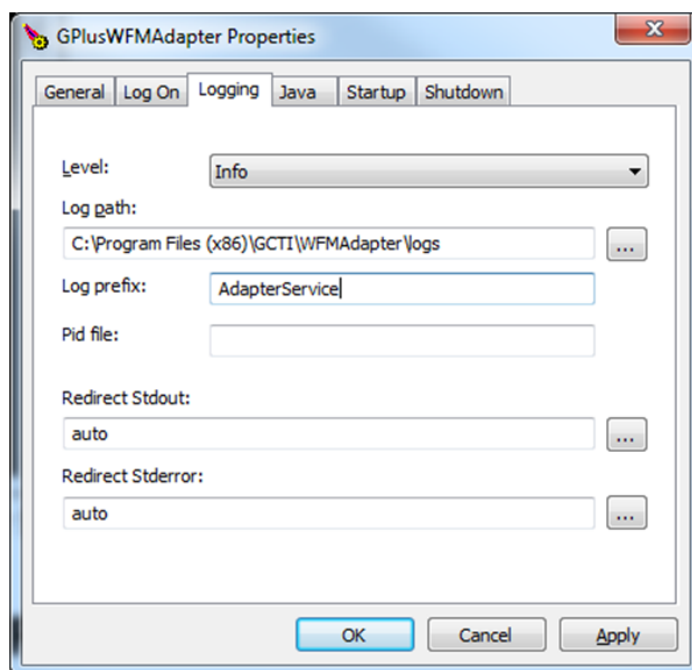 GPlusWFMAdapter Properties
General Log On Logging Java Startup Shutdown
Level: Info
Log path:
C:\Program Files (x86)\GCTI\WFMAdapter\logs ...
Log prefix: AdapterService
Pid file:
Redirect Stdout:
auto ...
Redirect Stderror:
auto ...
OK Cancel Apply